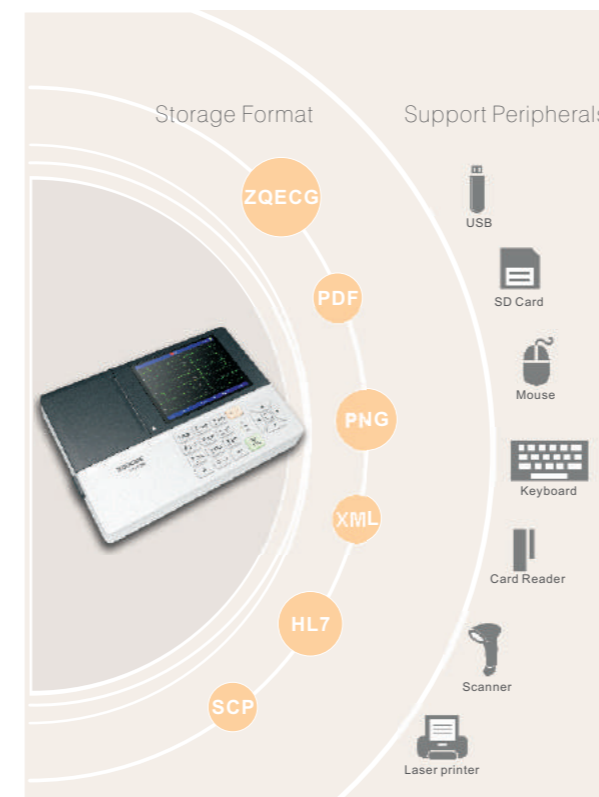 Storage Format
Support Peripherals
ZQECG
PDF
PNG
XML
HL7
SCP
USB
SD Card
Mouse
Keyboard
Card Reader
Scanner
Laser printer